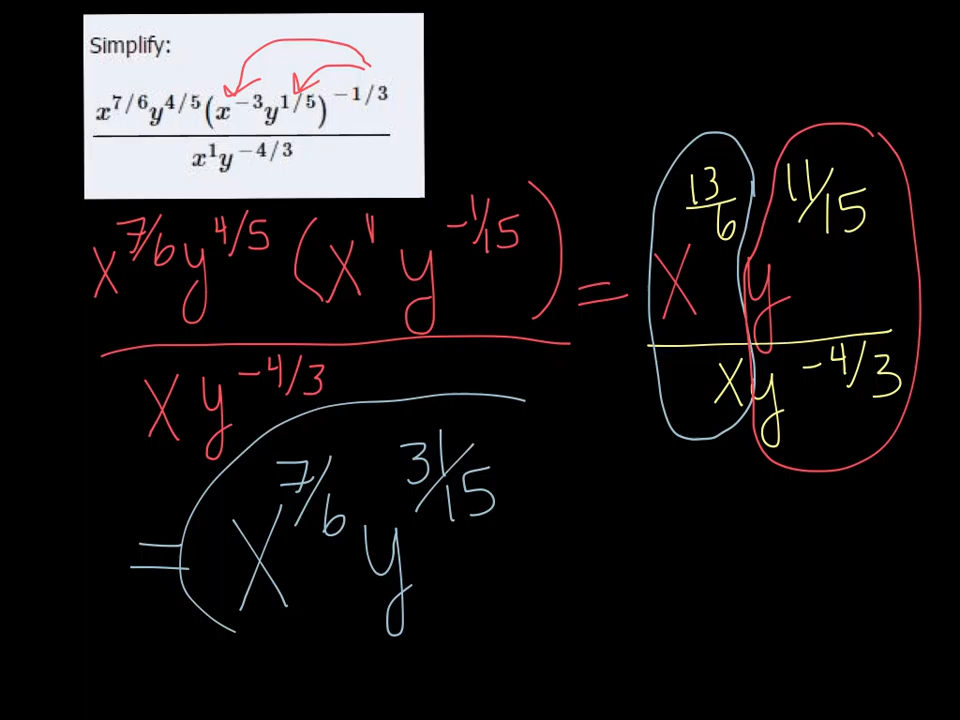 Simplify:
x^{7/6}y^{4/5}(x^{-3}y^{1/5})^{-1/3}
x^1y^{-4/3}
x^{7/6}y^{4/5} (x^1 y^{-1/15}) = x^{13/6} y^{11/15}
xy^{-4/3} xy^{-4/3}
= x^{7/6} y^{31/15}